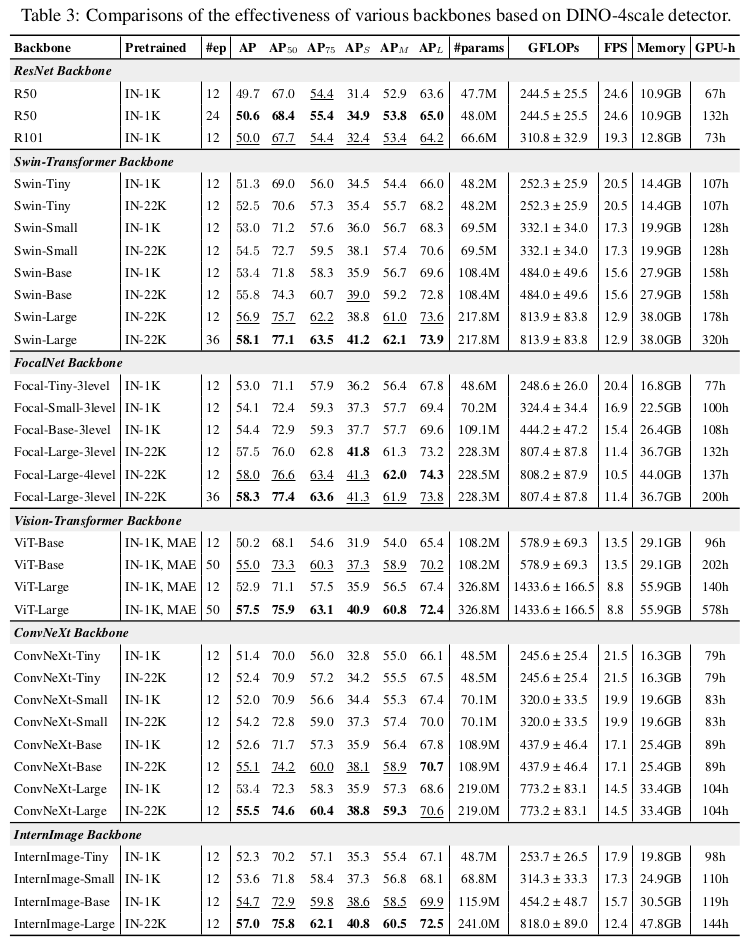 Table 3: Comparisons of the effectiveness of various backbones based on DINO-4scale detector.
Backbone Pretrained #ep AP AP50 AP75 APS APM APL #params GFLOPs FPS Memory GPU-h
ResNet Backbone
R50 IN-1K 12 49.7 67.0 54.4 31.4 52.9 63.6 47.7M 244.5 ± 25.5 24.6 10.9GB 67h
R50 IN-1K 24 50.6 68.4 55.4 34.9 53.8 65.0 48.0M 244.5 ± 25.5 24.6 10.9GB 132h
R101 IN-1K 12 50.0 67.7 54.4 32.4 53.4 64.2 66.6M 310.8 ± 32.9 19.3 12.8GB 73h
Swin-Transformer Backbone
Swin-Tiny IN-1K 12 51.3 69.0 56.0 34.5 54.4 66.0 48.2M 252.3 ± 25.9 20.5 14.4GB 107h
Swin-Tiny IN-22K 12 52.5 70.6 57.3 35.4 55.7 68.2 48.2M 252.3 ± 25.9 20.5 14.4GB 107h
Swin-Small IN-1K 12 53.0 71.2 57.6 36.0 56.7 68.3 69.5M 332.1 ± 34.0 17.3 19.9GB 128h
Swin-Small IN-22K 12 54.5 72.7 59.5 38.1 57.4 70.6 69.5M 332.1 ± 34.0 17.3 19.9GB 128h
Swin-Base IN-1K 12 53.4 71.8 58.3 35.9 56.7 69.6 108.4M 484.0 ± 49.6 15.6 27.9GB 158h
Swin-Base IN-22K 12 55.8 74.3 60.7 39.0 59.2 72.8 108.4M 484.0 ± 49.6 15.6 27.9GB 158h
Swin-Large IN-22K 12 56.9 75.7 62.2 38.8 61.0 73.6 217.8M 813.9 ± 83.8 12.9 38.0GB 178h
Swin-Large IN-22K 36 58.1 77.1 63.5 41.2 62.1 73.9 217.8M 813.9 ± 83.8 12.9 38.0GB 320h
FocalNet Backbone
Focal-Tiny-3level IN-1K 12 53.0 71.1 57.9 36.2 56.4 67.8 48.6M 248.6 ± 26.0 20.4 16.8GB 77h
Focal-Small-3level IN-1K 12 54.1 72.4 59.3 37.3 57.7 69.4 70.2M 324.4 ± 34.4 16.9 22.5GB 100h
Focal-Base-3level IN-1K 12 54.4 72.9 59.3 37.3 57.7 69.6 109.1M 444.2 ± 47.2 15.4 26.4GB 108h
Focal-Large-3level IN-22K 12 57.5 76.0 62.8 41.8 61.3 73.2 228.3M 807.4 ± 87.8 11.4 36.7GB 132h
Focal-Large-4level IN-22K 12 58.0 76.6 63.4 41.3 62.0 74.3 228.5M 808.2 ± 87.9 10.5 44.0GB 137h
Focal-Large-3level IN-22K 36 58.3 77.4 63.6 41.3 61.9 73.8 228.3M 807.4 ± 87.8 11.4 36.7GB 200h
Vision-Transformer Backbone
ViT-Base IN-1K, MAE 12 50.2 68.1 54.6 31.9 54.0 65.4 108.2M 578.9 ± 69.3 13.5 29.1GB 96h
ViT-Base IN-1K, MAE 50 55.0 73.3 60.3 37.3 58.9 70.2 108.2M 578.9 ± 69.3 13.5 29.1GB 202h
ViT-Large IN-1K, MAE 12 52.9 71.1 57.5 35.9 56.5 67.4 326.8M 1433.6 ± 166.5 8.8 55.9GB 140h
ViT-Large IN-1K, MAE 50 57.5 75.9 63.1 40.9 60.8 72.4 326.8M 1433.6 ± 166.5 8.8 55.9GB 578h
ConvNeXt Backbone
ConvNeXt-Tiny IN-1K 12 51.4 70.0 56.0 32.8 55.0 66.1 48.5M 245.6 ± 25.4 21.5 16.3GB 79h
ConvNeXt-Tiny IN-22K 12 52.4 70.9 57.2 34.2 55.5 67.5 48.5M 245.6 ± 25.4 21.5 16.3GB 79h
ConvNeXt-Small IN-1K 12 52.0 70.9 56.6 34.4 55.3 67.4 70.1M 320.0 ± 33.5 19.9 19.6GB 83h
ConvNeXt-Small IN-22K 12 54.2 72.8 59.0 37.3 57.4 70.0 70.1M 320.0 ± 33.5 19.9 19.6GB 83h
ConvNeXt-Base IN-1K 12 52.6 71.7 57.3 35.9 56.4 67.8 108.9M 437.9 ± 46.4 17.1 25.4GB 89h
ConvNeXt-Base IN-22K 12 55.1 74.2 60.0 38.1 58.9 70.7 108.9M 437.9 ± 46.4 17.1 25.4GB 89h
ConvNeXt-Large IN-1K 12 53.4 72.3 58.3 35.9 57.3 68.6 219.0M 773.2 ± 83.1 14.5 33.4GB 104h
ConvNeXt-Large IN-22K 12 55.5 74.6 60.4 38.8 59.3 70.6 219.0M 773.2 ± 83.1 14.5 33.4GB 104h
InternImage Backbone
InternImage-Tiny IN-1K 12 52.3 70.2 57.1 35.3 55.4 67.1 48.7M 253.7 ± 26.5 17.9 19.8GB 98h
InternImage-Small IN-1K 12 53.6 71.8 58.4 37.3 56.8 68.1 68.8M 314.3 ± 33.3 17.3 24.9GB 110h
InternImage-Base IN-1K 12 54.7 72.9 59.8 38.6 58.5 69.9 115.9M 454.2 ± 48.7 15.7 30.5GB 119h
InternImage-Large IN-22K 12 57.0 75.8 62.1 40.8 60.5 72.5 241.0M 818.0 ± 89.0 12.4 47.8GB 144h